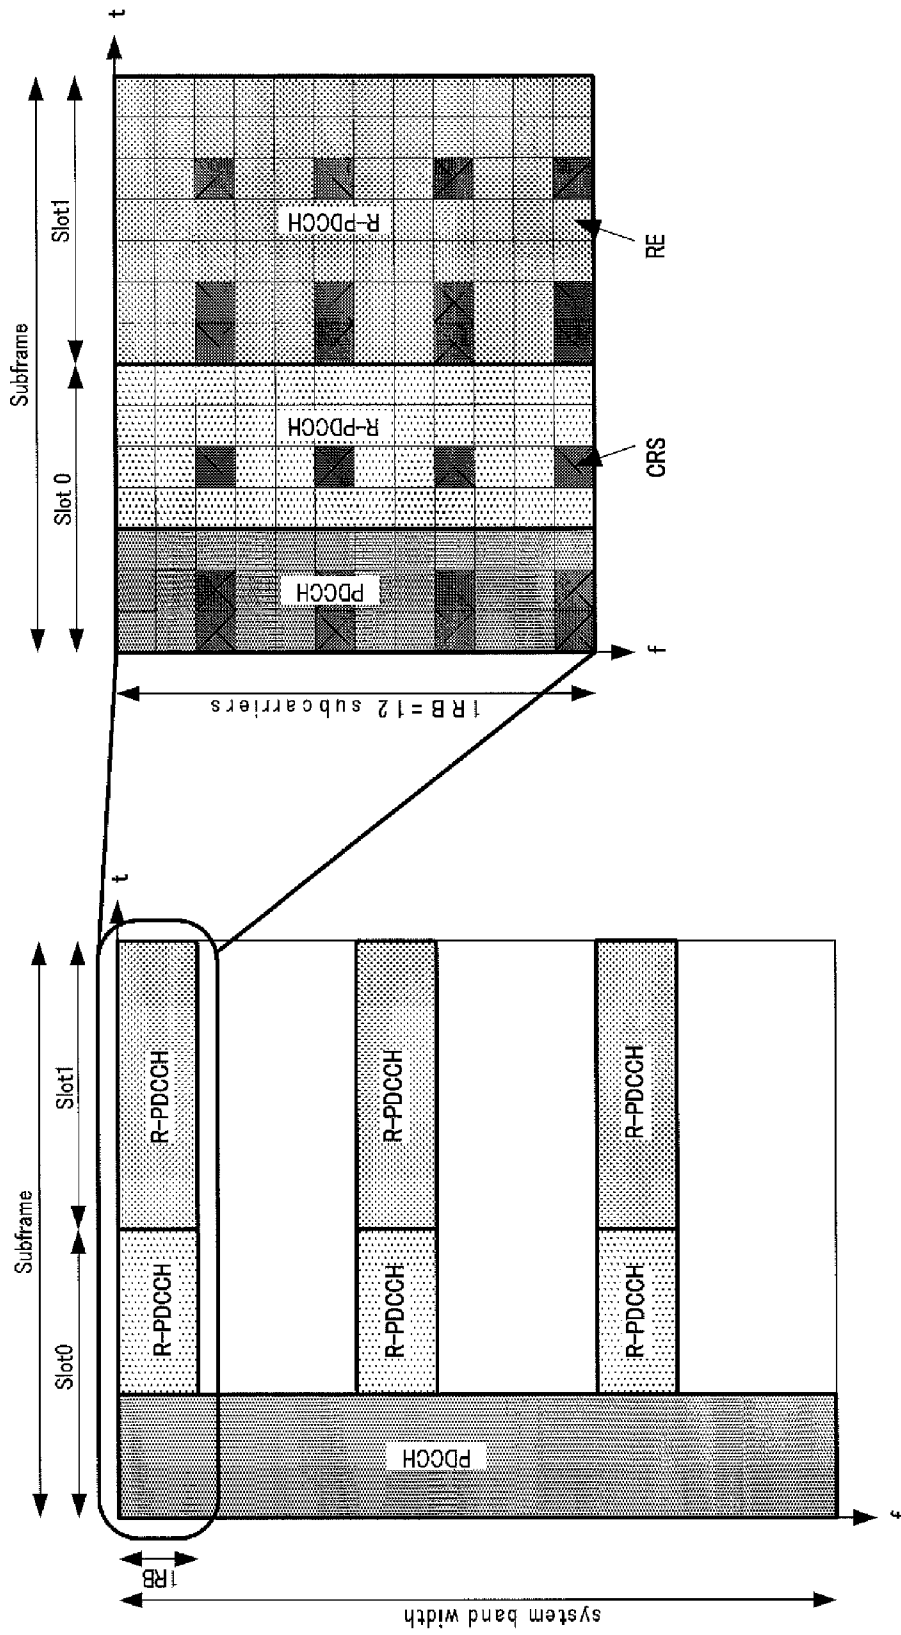 Subframe
Slot0
Slot1
t
1RB
system band width
PDCCH
R-PDCCH
R-PDCCH
R-PDCCH
R-PDCCH
R-PDCCH
R-PDCCH
f
Subframe
Slot 0
Slot1
t
1RB=12 subcarriers
PDCCH
R-PDCCH
R-PDCCH
f
CRS
RE